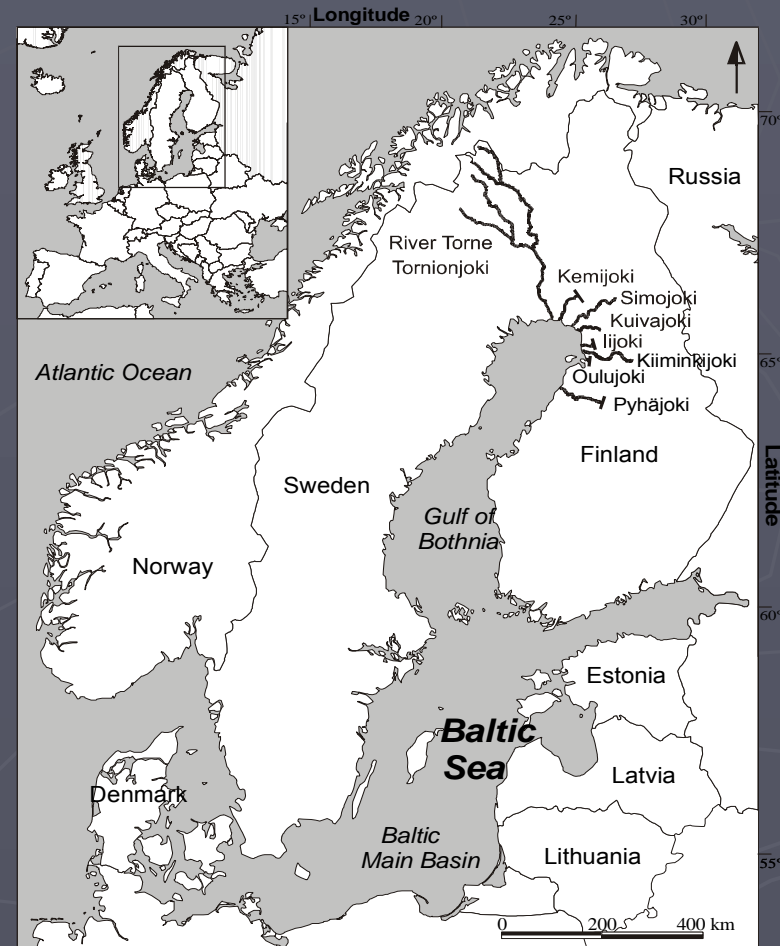 Longitude
15° 20° 25° 30°
70°
Russia
River Torne
Tornionjoki
Kemijoki
Simojoki
Kuivajoki
Iijoki
Kiiminkijoki
65°
Oulujoki
Pyhäjoki
Atlantic Ocean
Finland
Latitude
Sweden
Gulf of
Bothnia
Norway
60°
Estonia
Baltic
Sea
Latvia
Denmark
Baltic
Main Basin
Lithuania
55°
0 200 400 km